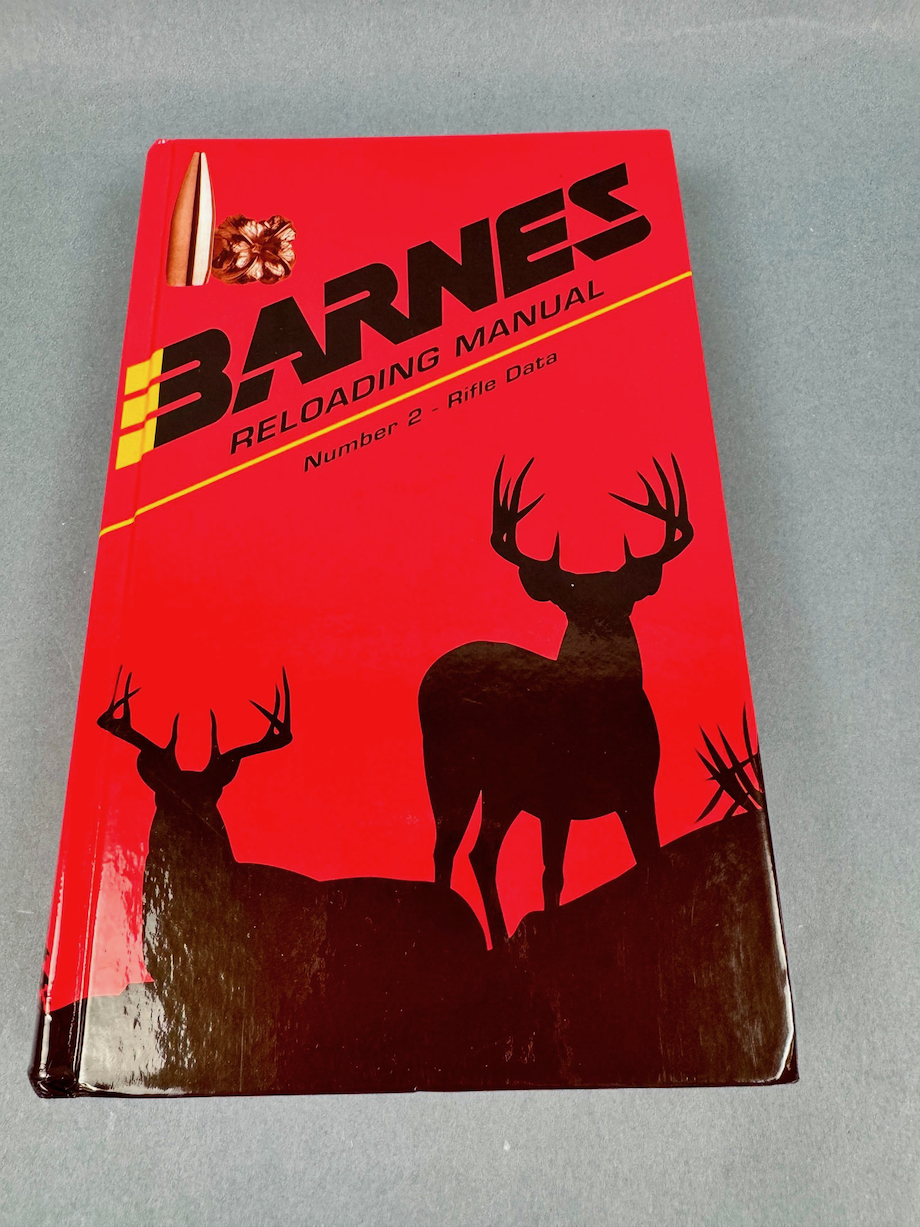 BARNES
RELOADING MANUAL
Number 2 - Rifle Data